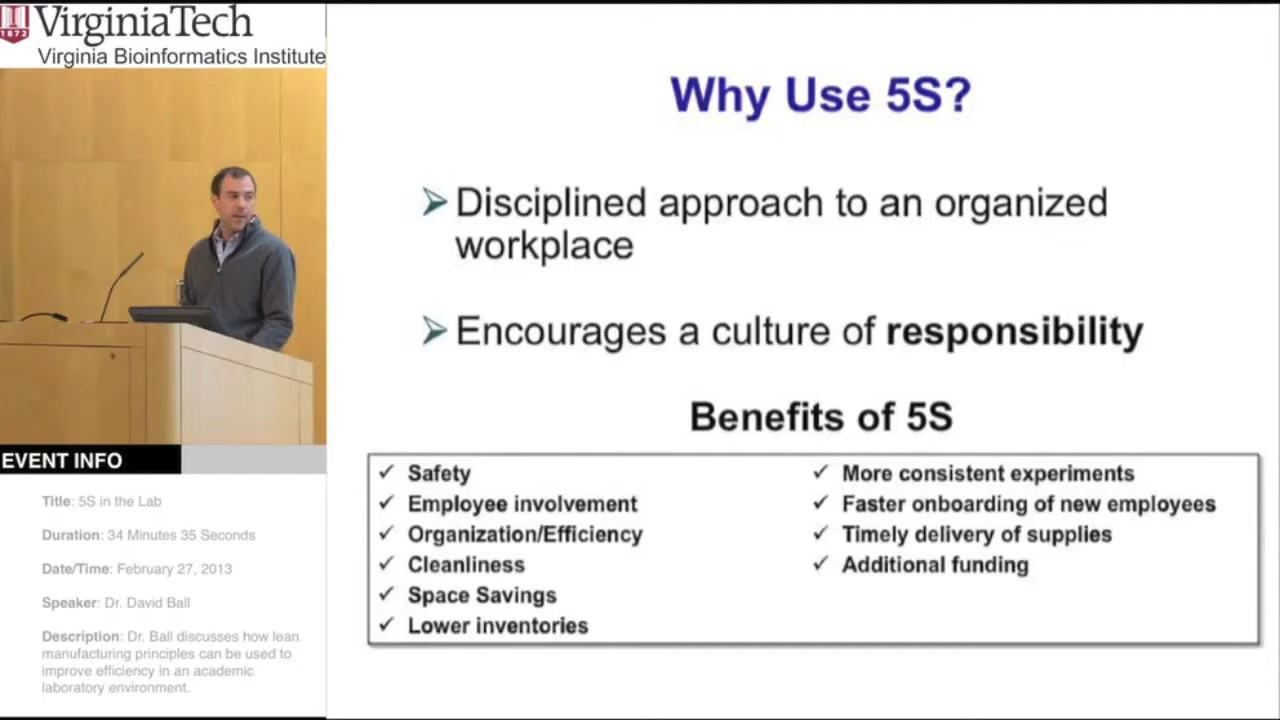 1872
VirginiaTech
Virginia Bioinformatics Institute
EVENT INFO
Title: 5S in the Lab
Duration: 34 Minutes 35 Seconds
Date/Time: February 27, 2013
Speaker: Dr. David Ball
Description: Dr. Ball discusses how lean
manufacturing principles can be used to
improve efficiency in an academic
laboratory environment.
Why Use 5S?
Disciplined approach to an organized
workplace
Encourages a culture of responsibility
Benefits of 5S
Safety
Employee involvement
Organization/Efficiency
Cleanliness
Space Savings
Lower inventories
More consistent experiments
Faster onboarding of new employees
Timely delivery of supplies
Additional funding